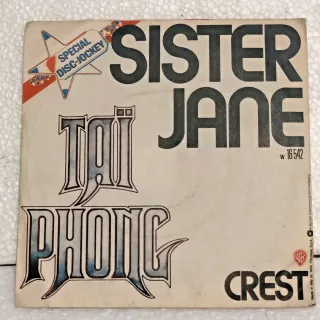 SPECIAL
DISC-JOCKEY
SISTER
JANE
W 16 542
TAÏ
PHONG
CREST